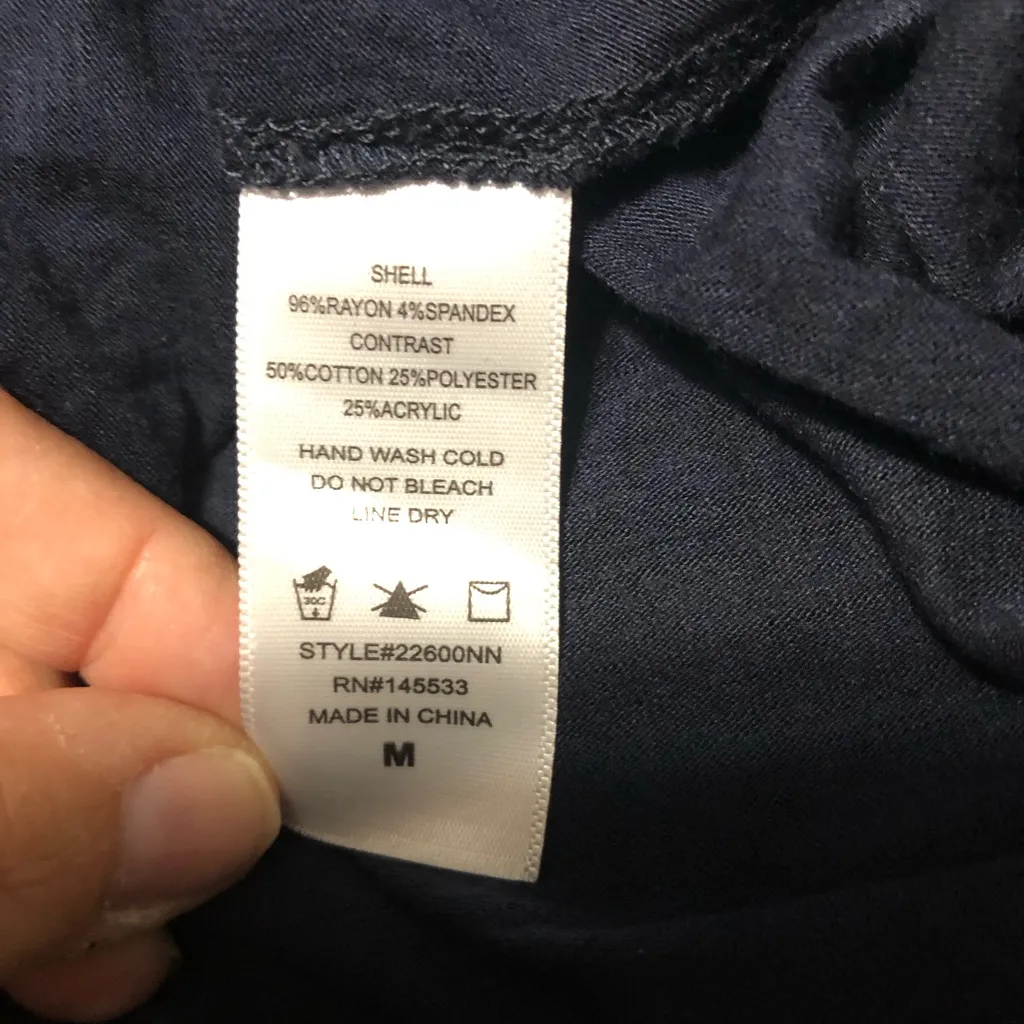 SHELL
96%RAYON 4%SPANDEX
CONTRAST
50%COTTON 25%POLYESTER
25%ACRYLIC
HAND WASH COLD
DO NOT BLEACH
LINE DRY
30C
STYLE#22600NN
RN#145533
MADE IN CHINA
M